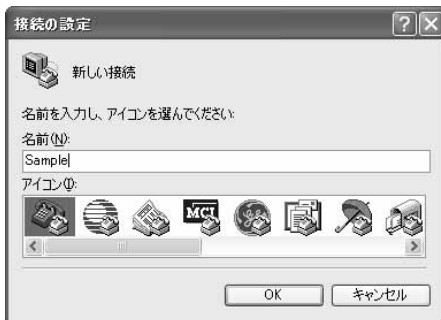 接続の設定
新しい接続
名前を入力し、アイコンを選んでください:
名前(N):
Sample
アイコン(I):
MCI
OK
キャンセル